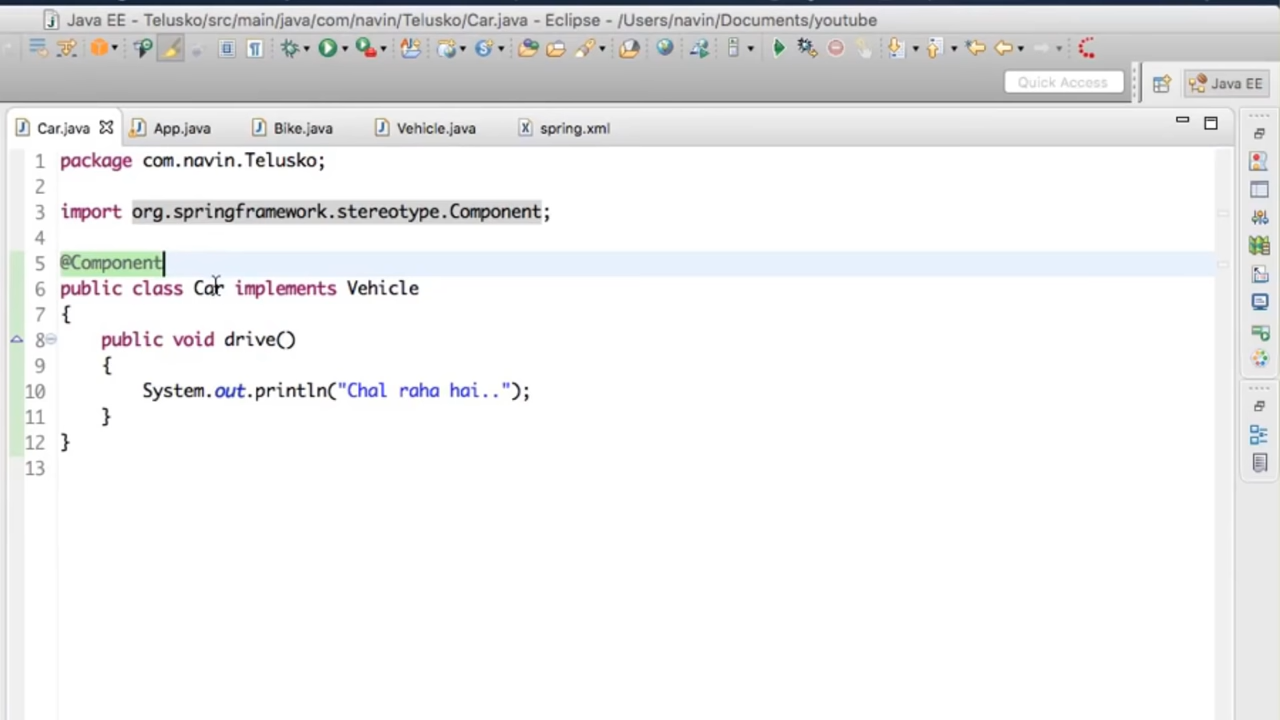 Java EE - Telusko/src/main/java/com/navin/Telusko/Car.java - Eclipse - /Users/navin/Documents/youtube
Quick Access
Java EE
Car.java
App.java
Bike.java
Vehicle.java
spring.xml
1 package com.navin.Telusko;
2
3 import org.springframework.stereotype.Component;
4
5 @Component
6 public class Car implements Vehicle
7 {
8 public void drive()
9 {
10 System.out.println("Chal raha hai..");
11 }
12 }
13